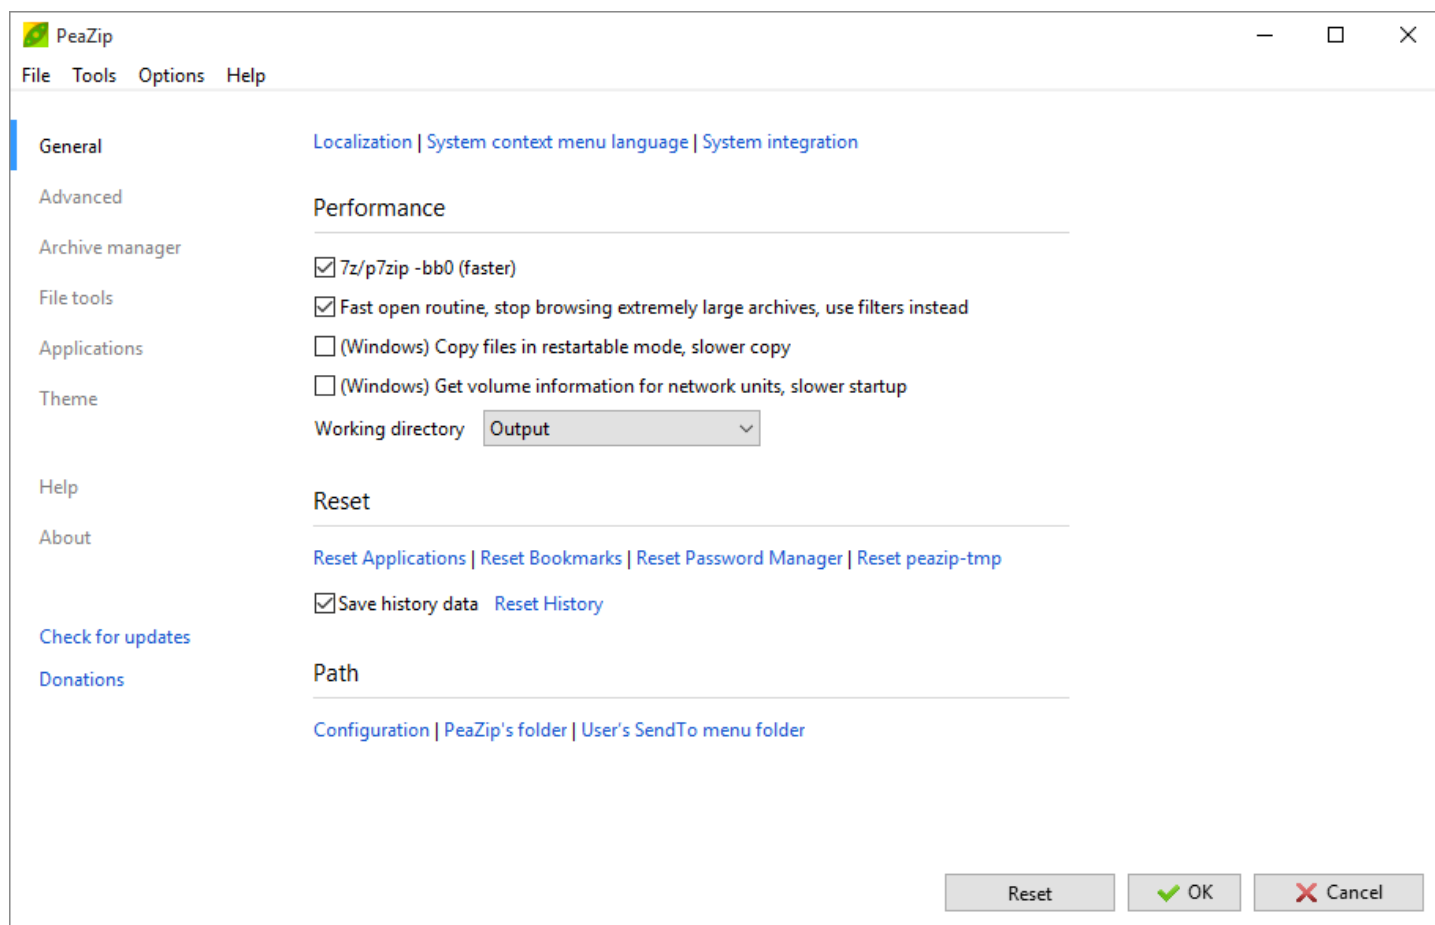 PeaZip
File Tools Options Help
General
Advanced
Archive manager
File tools
Applications
Theme
Help
About
Check for updates
Donations
Localization | System context menu language | System integration
Performance
7z/p7zip -bb0 (faster)
Fast open routine, stop browsing extremely large archives, use filters instead
(Windows) Copy files in restartable mode, slower copy
(Windows) Get volume information for network units, slower startup
Working directory Output
Reset
Reset Applications | Reset Bookmarks | Reset Password Manager | Reset peazip-tmp
Save history data Reset History
Path
Configuration | PeaZip's folder | User's SendTo menu folder
Reset OK Cancel